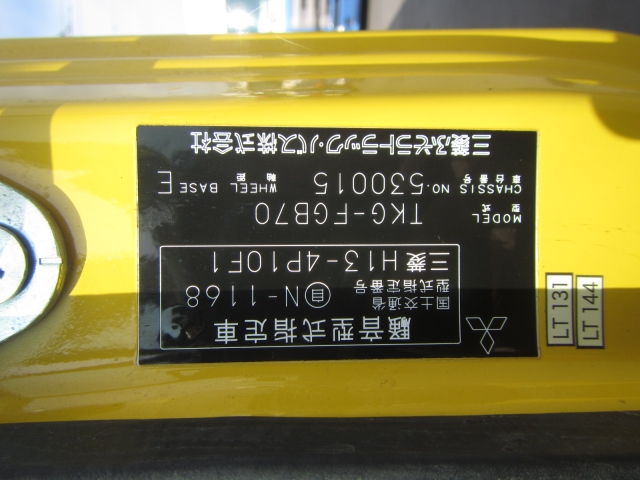 騒音型式指定車
国土交通省
型式指定番号 ㊐N-1168
三菱H13-4P10F1
MODEL
型式 TKG-FGB70
CHASSIS NO. 530015 WHEEL BASE E
車台番号 軸距
三菱ふそうトラック・バス株式会社
LT 131
LT 144